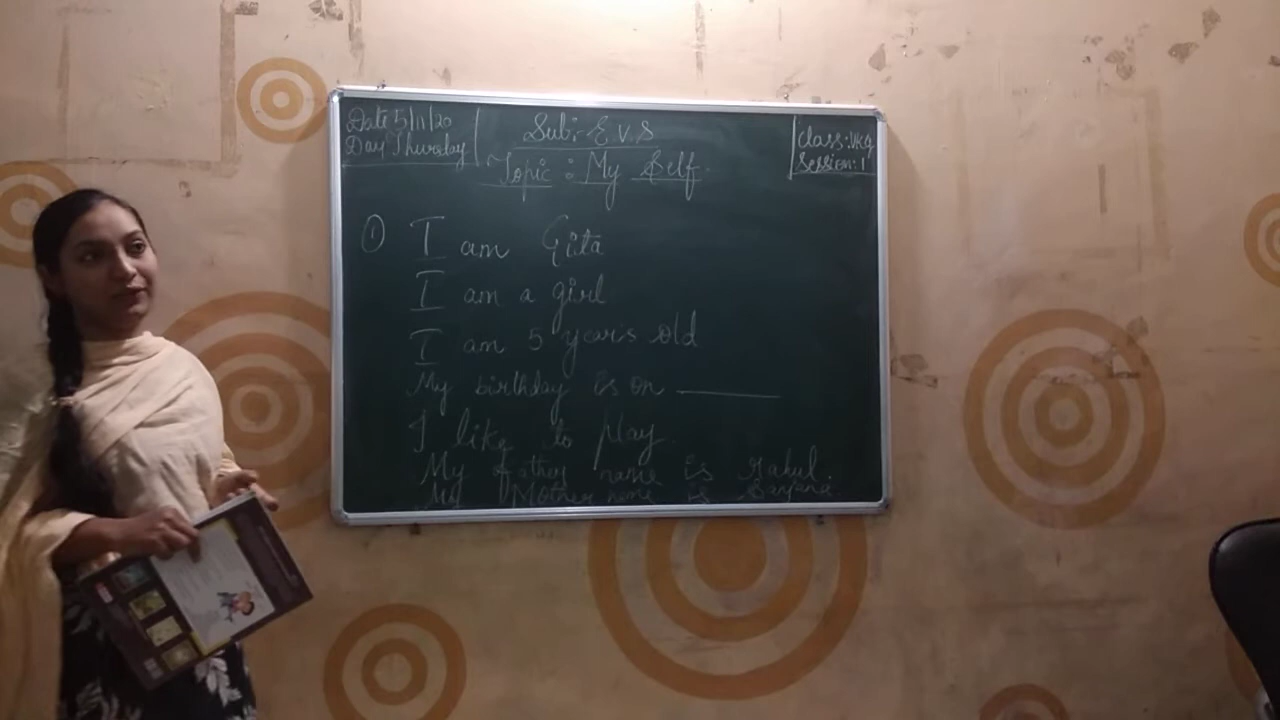 Date 5/11/20
Day Thursday
Sub:- E.V.S
Topic : My Self
Class: UKG
Session: 1
① I am Gita
I am a girl
I am 5 years old
My birthday is on ______
I like to play.
My father name is Rahul.
My Mother name is Sanjana